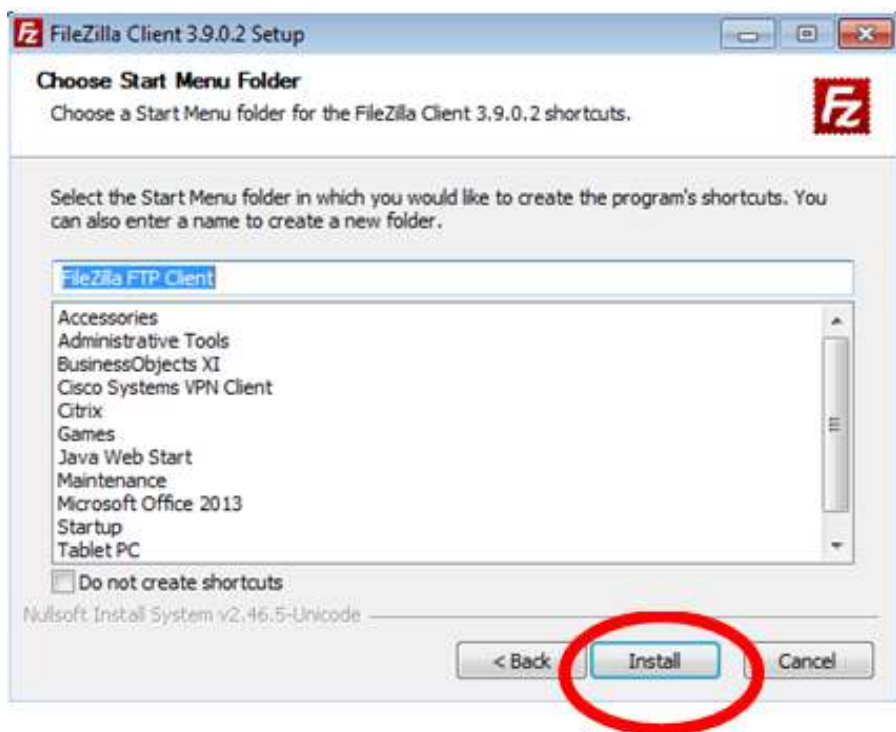 FileZilla Client 3.9.0.2 Setup
Choose Start Menu Folder
Choose a Start Menu folder for the FileZilla Client 3.9.0.2 shortcuts.
Fz
Select the Start Menu folder in which you would like to create the program's shortcuts. You
can also enter a name to create a new folder.
FileZilla FTP Client
Accessories
Administrative Tools
BusinessObjects XI
Cisco Systems VPN Client
Citrix
Games
Java Web Start
Maintenance
Microsoft Office 2013
Startup
Tablet PC
Do not create shortcuts
Nullsoft Install System v2.46.5-Unicode
< Back Install Cancel